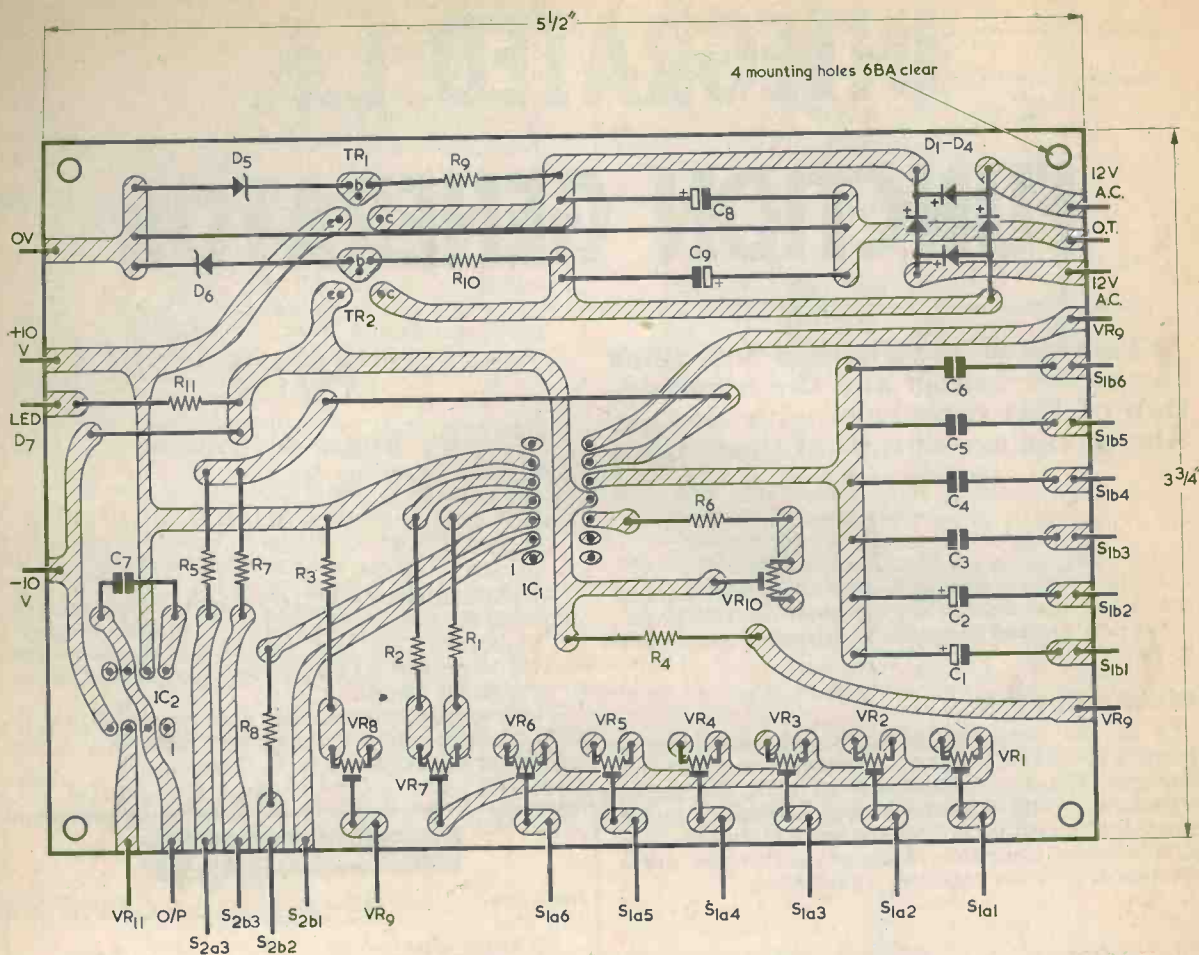 5 1/2"
4 mounting holes 6BA clear
D5
TR1
R9
D1-D4
12V
A.C.
b
+
C8
+
+
+
e
c
O.T.
0V
b
C9
+
+
D6
R10
12V
A.C.
e
c
TR2
VR9
+10
V
C6
S1b6
R11
LED
D7
C5
S1b5
C4
S1b4
3 3/4"
R6
C7
R5
R7
R3
1
IC1
C3
S1b3
-10
V
VR10
+
C2
S1b2
R2
R1
R4
+
C1
S1b1
IC2
1
R8
VR8
VR7
VR6
VR5
VR4
VR3
VR2
VR1
VR9
VR11
O/P
S2a3
S2b3
S2b2
S2b1
VR9
S1a6
S1a5
S1a4
S1a3
S1a2
S1a1